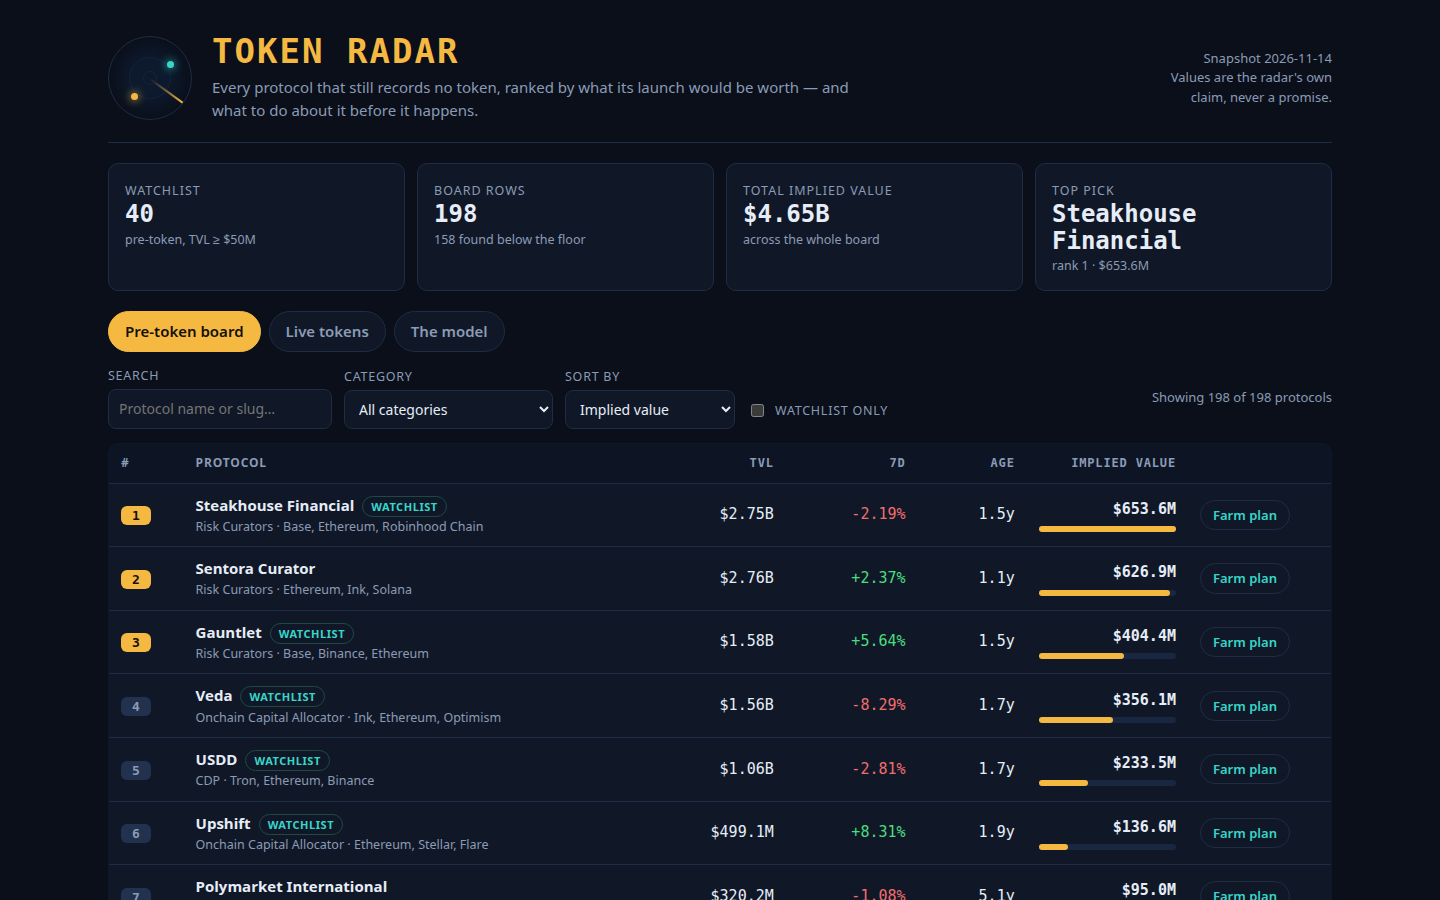 TOKEN RADAR
Every protocol that still records no token, ranked by what its launch would be worth — and
what to do about it before it happens.
Snapshot 2026-11-14
Values are the radar's own
claim, never a promise.
WATCHLIST
40
pre-token, TVL ≥ $50M
BOARD ROWS
198
158 found below the floor
TOTAL IMPLIED VALUE
$4.65B
across the whole board
TOP PICK
Steakhouse
Financial
rank 1 · $653.6M
Pre-token board Live tokens The model
SEARCH
Protocol name or slug...
CATEGORY
All categories
SORT BY
Implied value
WATCHLIST ONLY
Showing 198 of 198 protocols
# PROTOCOL TVL 7D AGE IMPLIED VALUE
1 Steakhouse Financial WATCHLIST $2.75B -2.19% 1.5y $653.6M Farm plan
Risk Curators · Base, Ethereum, Robinhood Chain
2 Sentora Curator $2.76B +2.37% 1.1y $626.9M Farm plan
Risk Curators · Ethereum, Ink, Solana
3 Gauntlet WATCHLIST $1.58B +5.64% 1.5y $404.4M Farm plan
Risk Curators · Base, Binance, Ethereum
4 Veda WATCHLIST $1.56B -8.29% 1.7y $356.1M Farm plan
Onchain Capital Allocator · Ink, Ethereum, Optimism
5 USDD WATCHLIST $1.06B -2.81% 1.7y $233.5M Farm plan
CDP · Tron, Ethereum, Binance
6 Upshift WATCHLIST $499.1M +8.31% 1.9y $136.6M Farm plan
Onchain Capital Allocator · Ethereum, Stellar, Flare
7 Polymarket International $320.2M -1.08% 5.1y $95.0M Farm plan